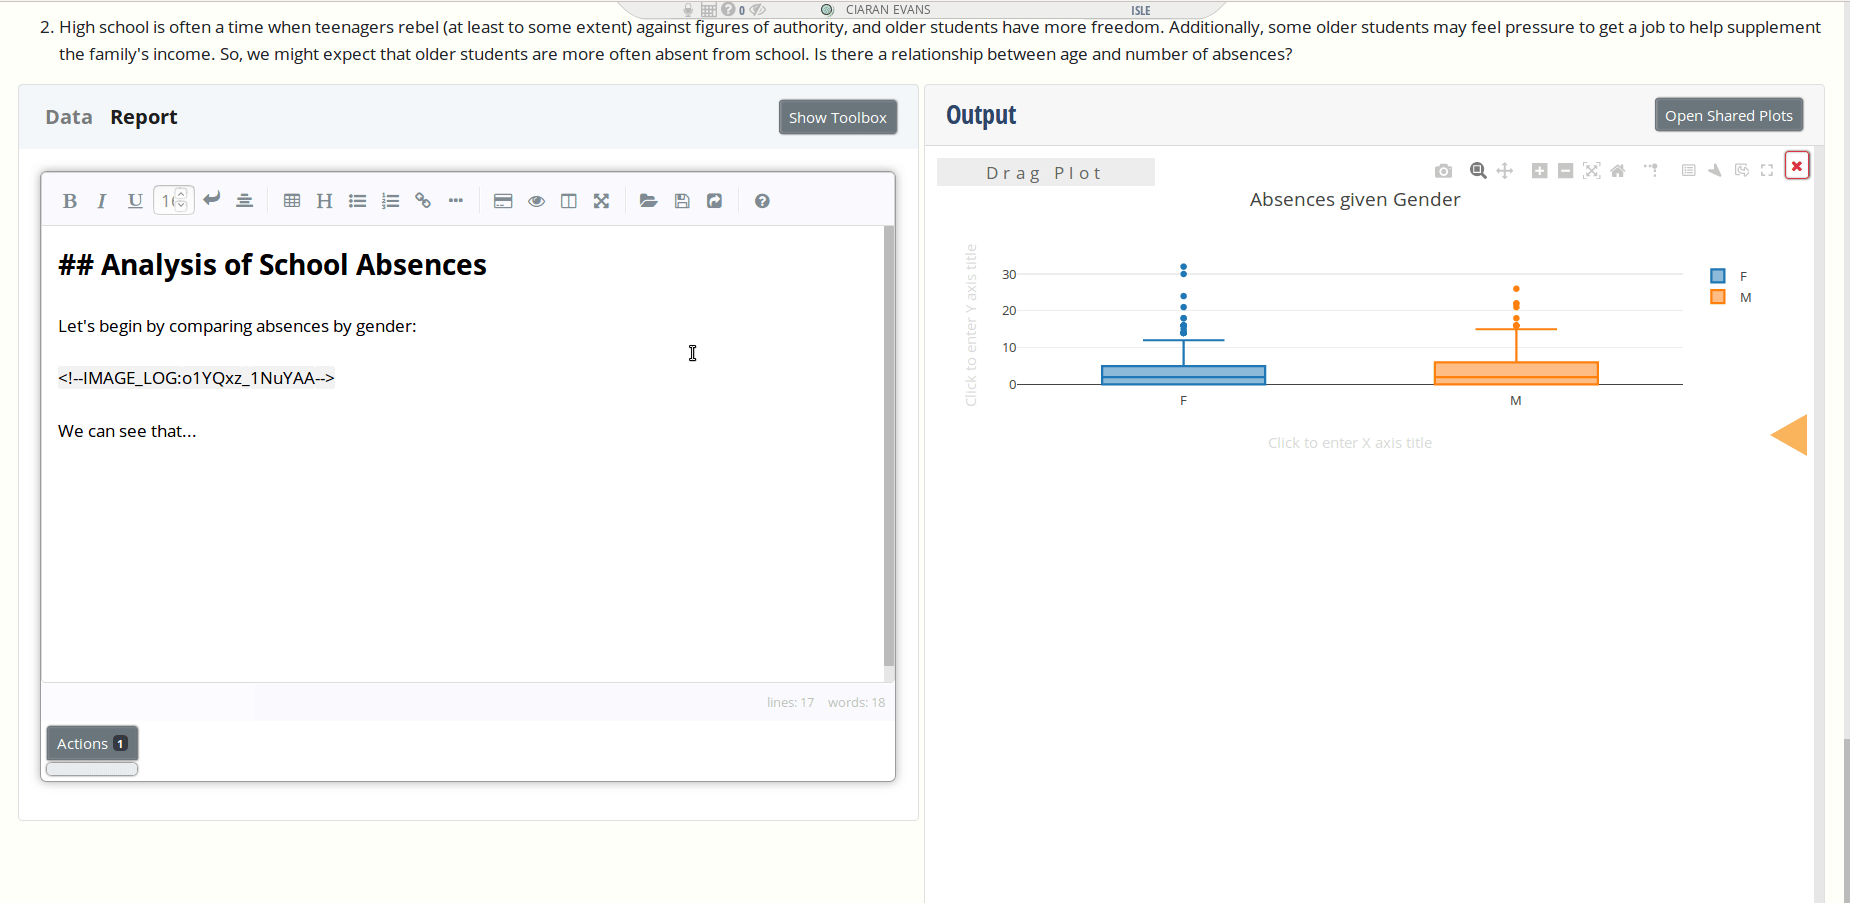 0 CIARAN EVANS ISLE
2. High school is often a time when teenagers rebel (at least to some extent) against figures of authority, and older students have more freedom. Additionally, some older students may feel pressure to get a job to help supplement
the family's income. So, we might expect that older students are more often absent from school. Is there a relationship between age and number of absences?
Data Report Show Toolbox
B I U 16 H
## Analysis of School Absences
Let's begin by comparing absences by gender:
<!--IMAGE_LOG:o1YQxz_1NuYAA-->
We can see that...
lines: 17 words: 18
Actions 1
Output Open Shared Plots
Drag Plot
Absences given Gender
Click to enter Y axis title
30
20
10
0
F M
Click to enter X axis title
F
M